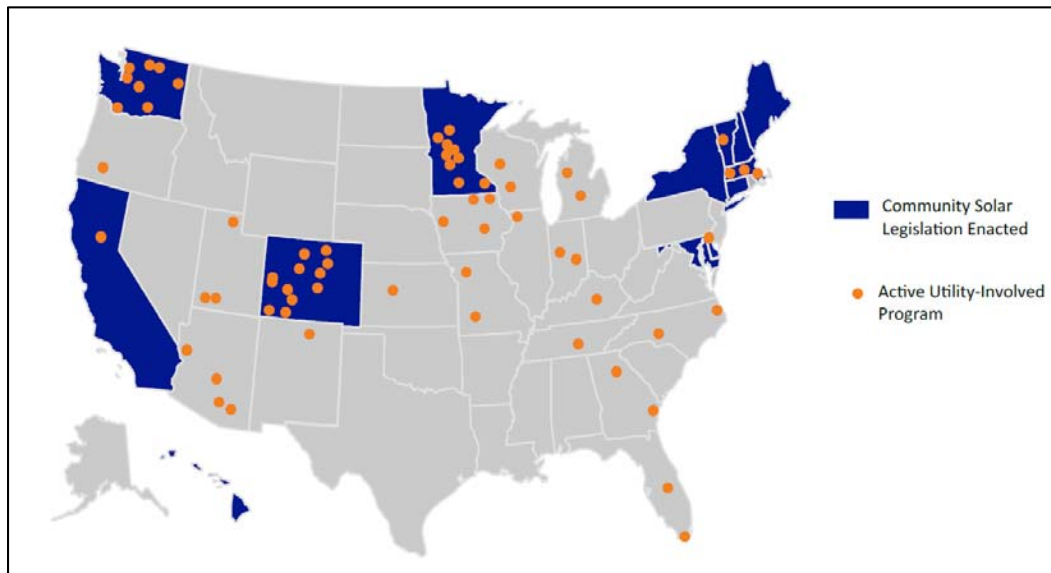 Community Solar
Legislation Enacted
Active Utility-Involved
Program